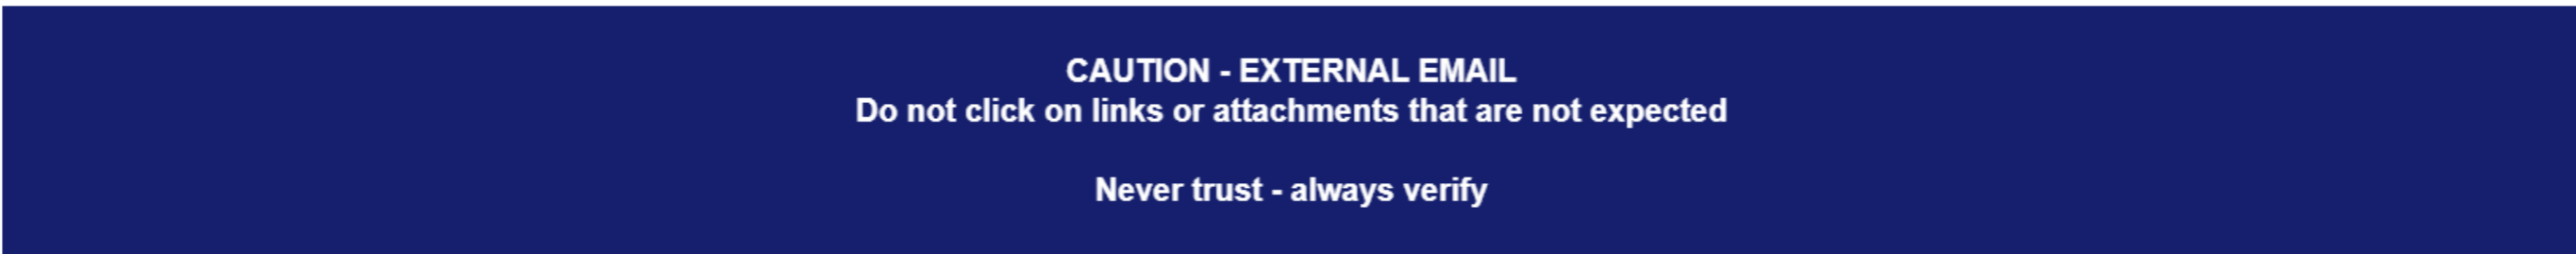 CAUTION - EXTERNAL EMAIL
Do not click on links or attachments that are not expected
Never trust - always verify